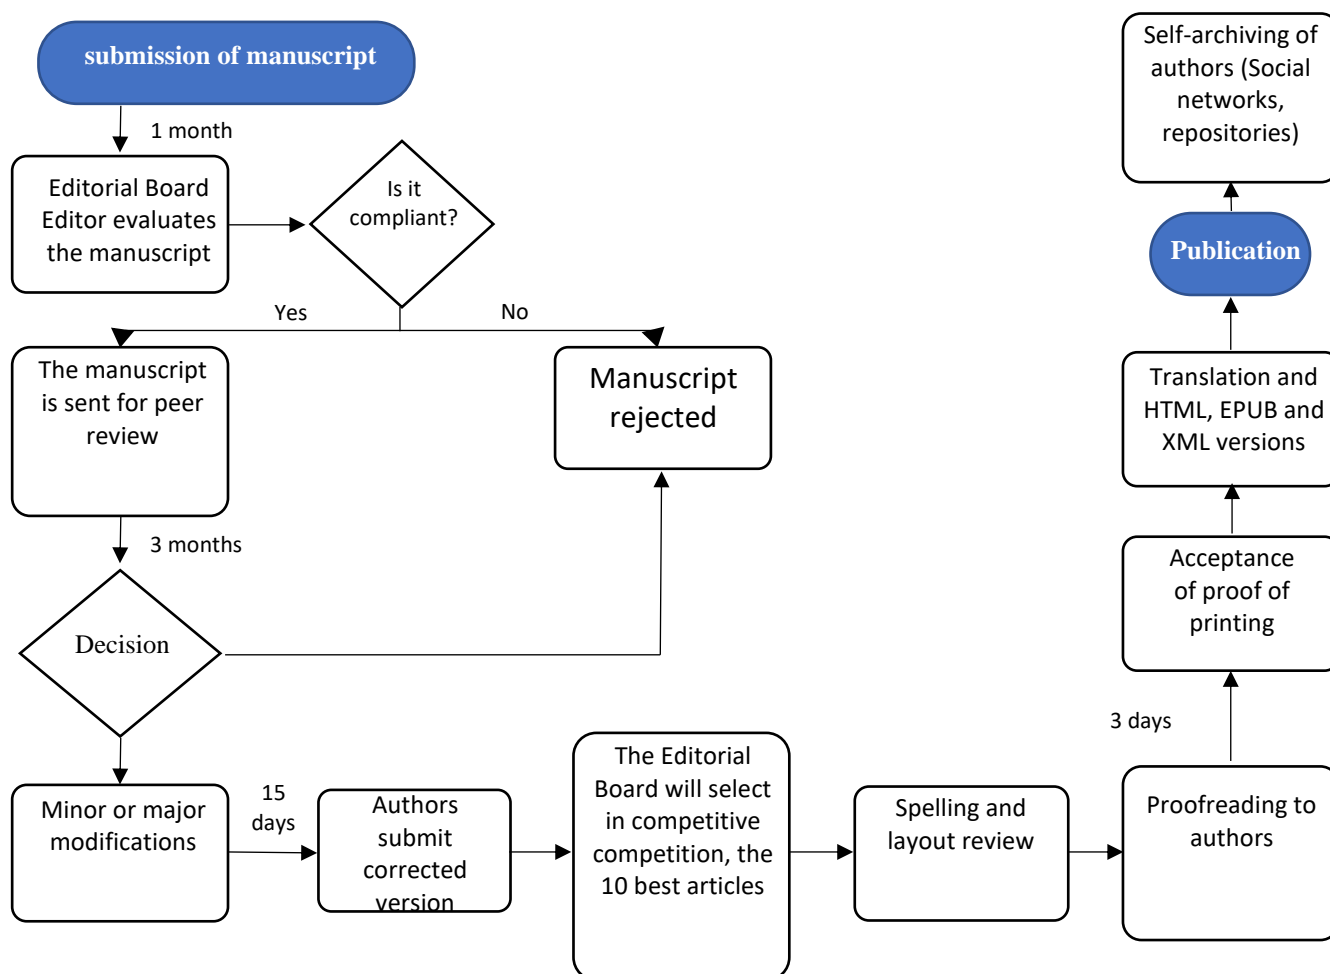 submission of manuscript
1 month
Editorial Board
Editor evaluates
the manuscript
Is it
compliant?
Yes
No
The manuscript
is sent for peer
review
Manuscript
rejected
3 months
Decision
Minor or major
modifications
15
days
Authors
submit
corrected
version
The Editorial
Board will select
in competitive
competition, the
10 best articles
Spelling and
layout review
Proofreading to
authors
3 days
Acceptance
of proof of
printing
Translation and
HTML, EPUB and
XML versions
Publication
Self-archiving of
authors (Social
networks,
repositories)